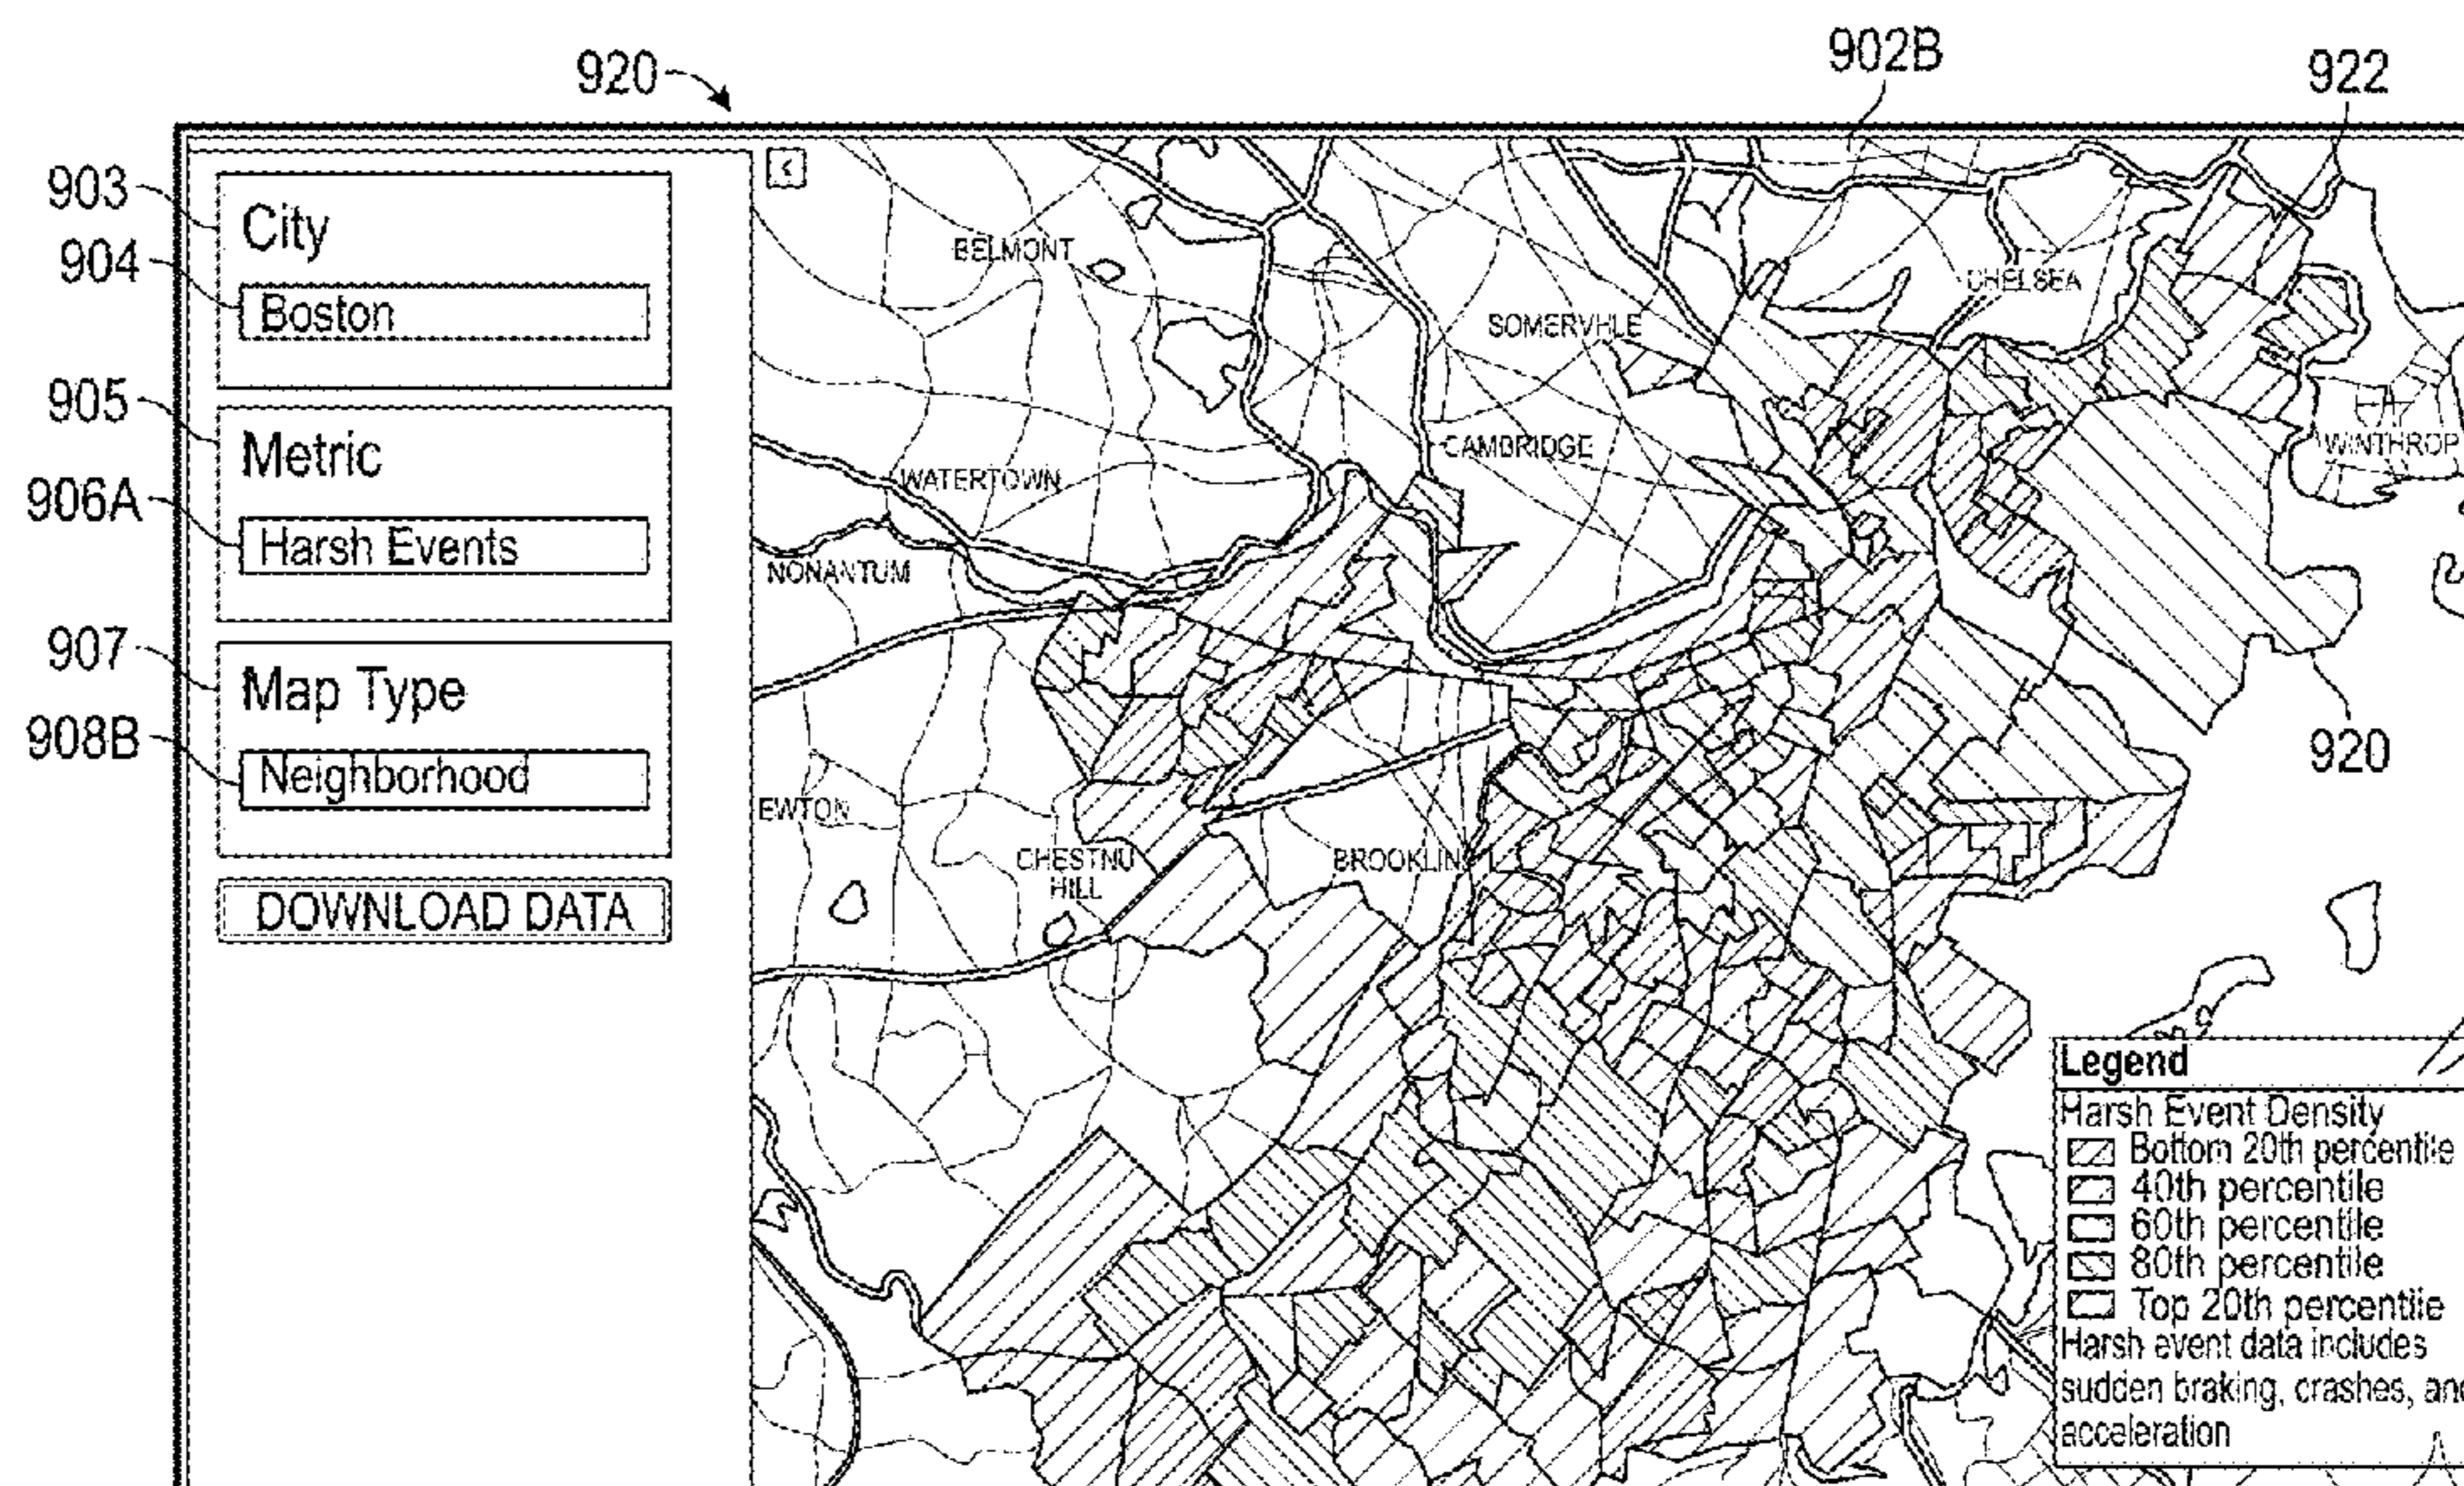 920
902B
922
903
City
904
Boston
905
Metric
906A
Harsh Events
907
Map Type
908B
Neighborhood
DOWNLOAD DATA
<
BELMONT
CHELSEA
SOMERVHLE
CAMBRIDGE
WINTHROP
WATERTOWN
NONANTUM
920
EWTON
CHESTNU
HILL
BROOKLIN
Legend
Harsh Event Density
Bottom 20th percentile
40th percentile
60th percentile
80th percentile
Top 20th percentile
Harsh event data includes
sudden braking, crashes, and
acceleration